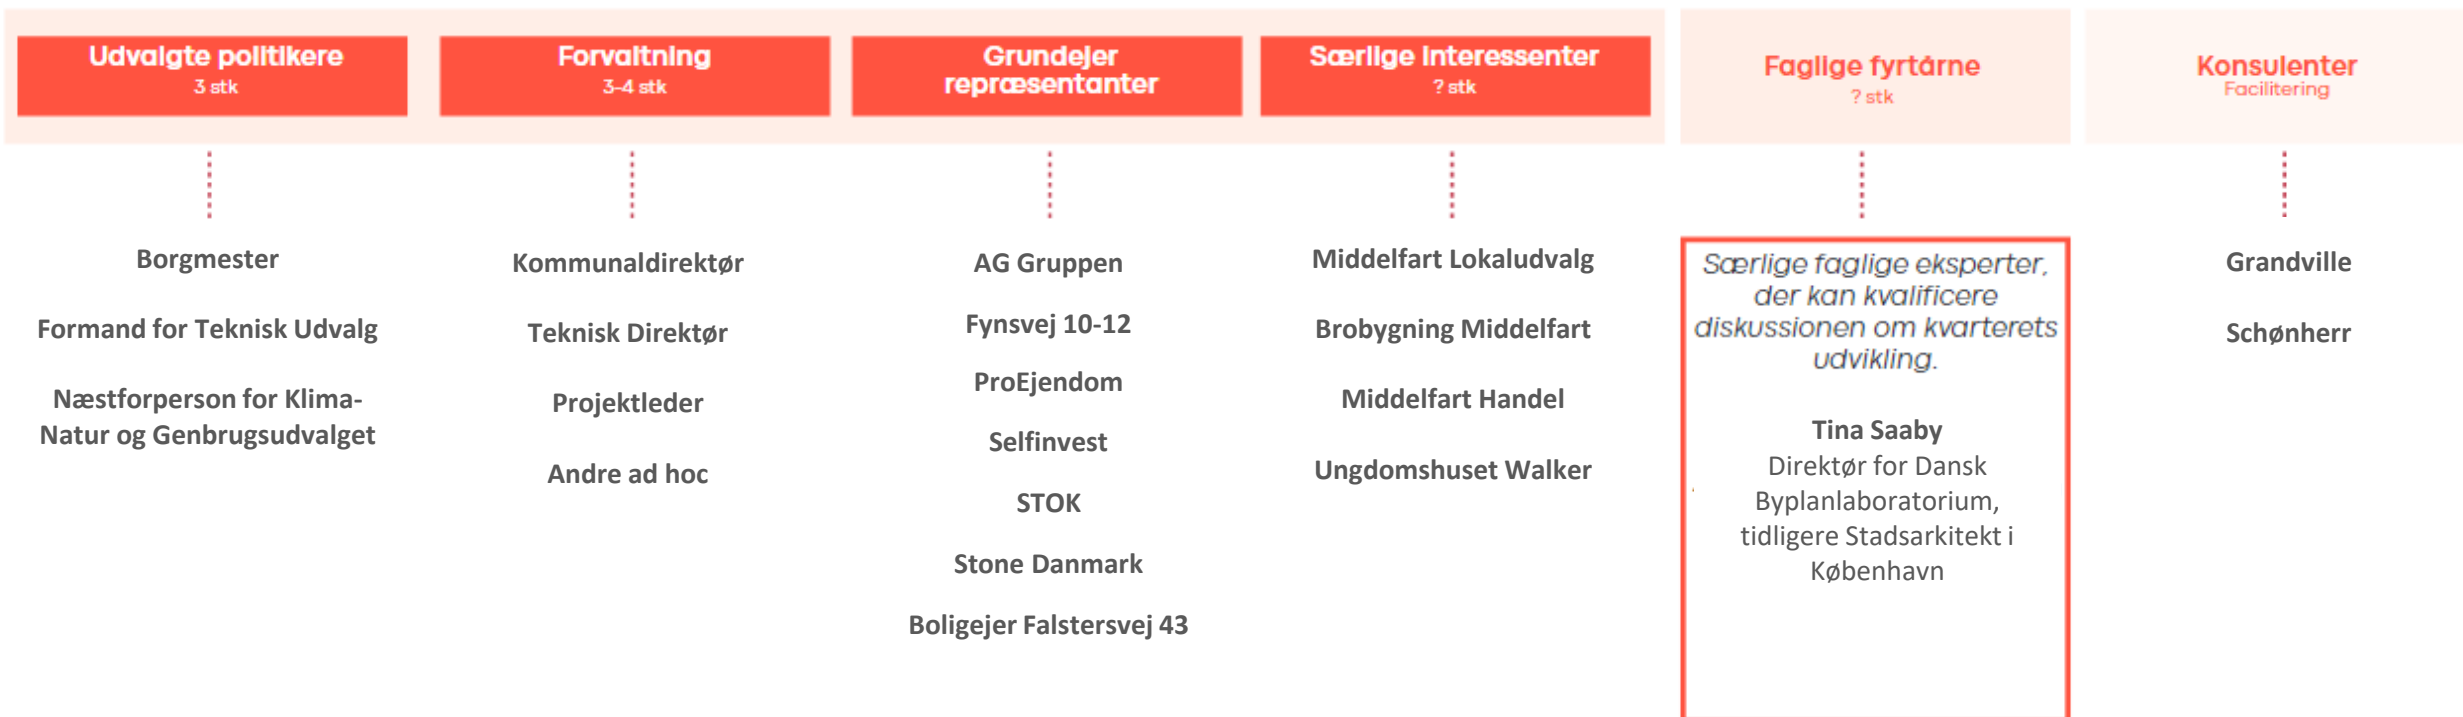 Udvalgte politikere
3 stk
Borgmester
Formand for Teknisk Udvalg
Næstforperson for Klima-
Natur og Genbrugsudvalget
Forvaltning
3-4 stk
Kommunaldirektør
Teknisk Direktør
Projektleder
Andre ad hoc
Grundejer
repræsentanter
AG Gruppen
Fynsvej 10-12
ProEjendom
Selfinvest
STOK
Stone Danmark
Boligejer Falstersvej 43
Særlige interessenter
? stk
Middelfart Lokaludvalg
Brobygning Middelfart
Middelfart Handel
Ungdomshuset Walker
Faglige fyrtårne
? stk
Særlige faglige eksperter,
der kan kvalificere
diskussionen om kvarterets
udvikling.
Tina Saaby
Direktør for Dansk
Byplanlaboratorium,
tidligere Stadsarkitekt i
København
Konsulenter
Facilitering
Grandville
Schønherr